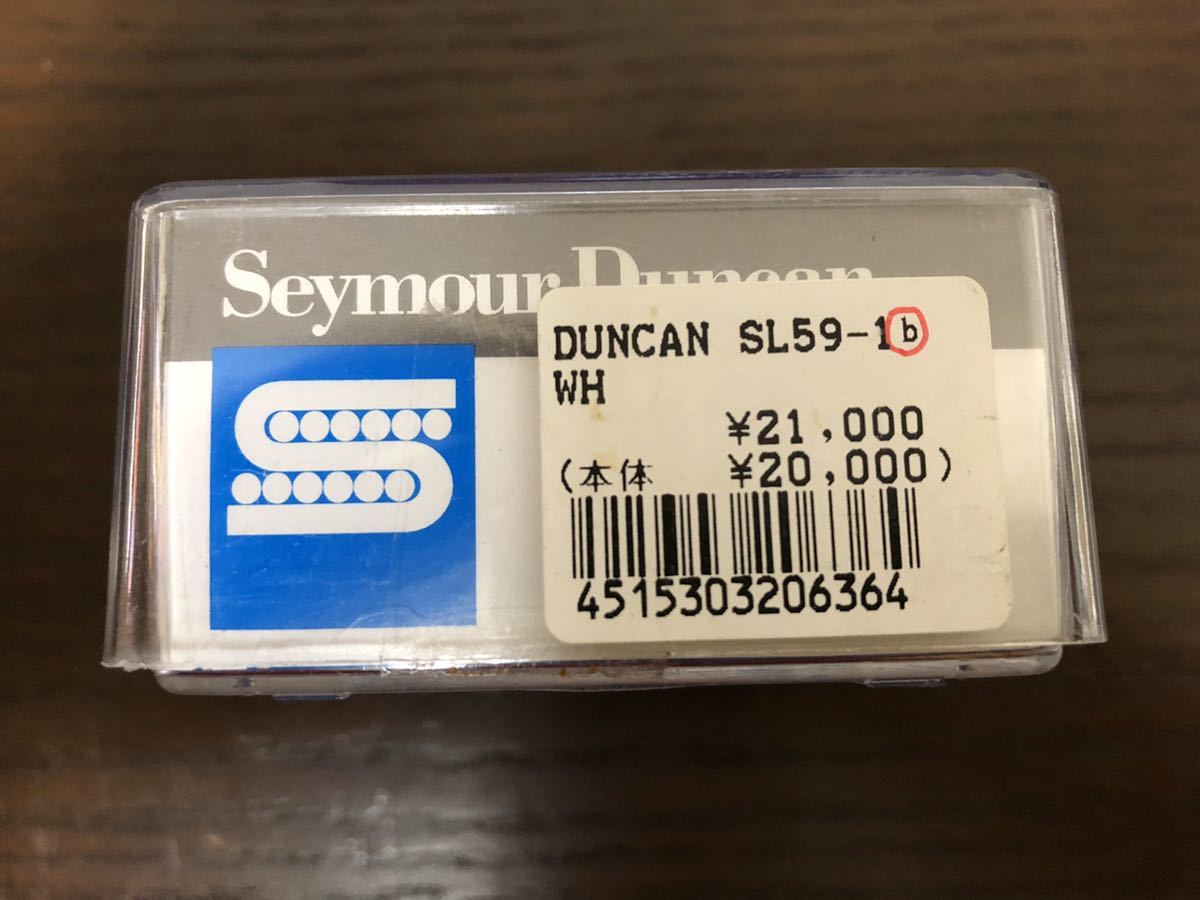 Seymour Duncan
DUNCAN SL59-1b
WH
¥21,000
(本体 ¥20,000)
4515303206364